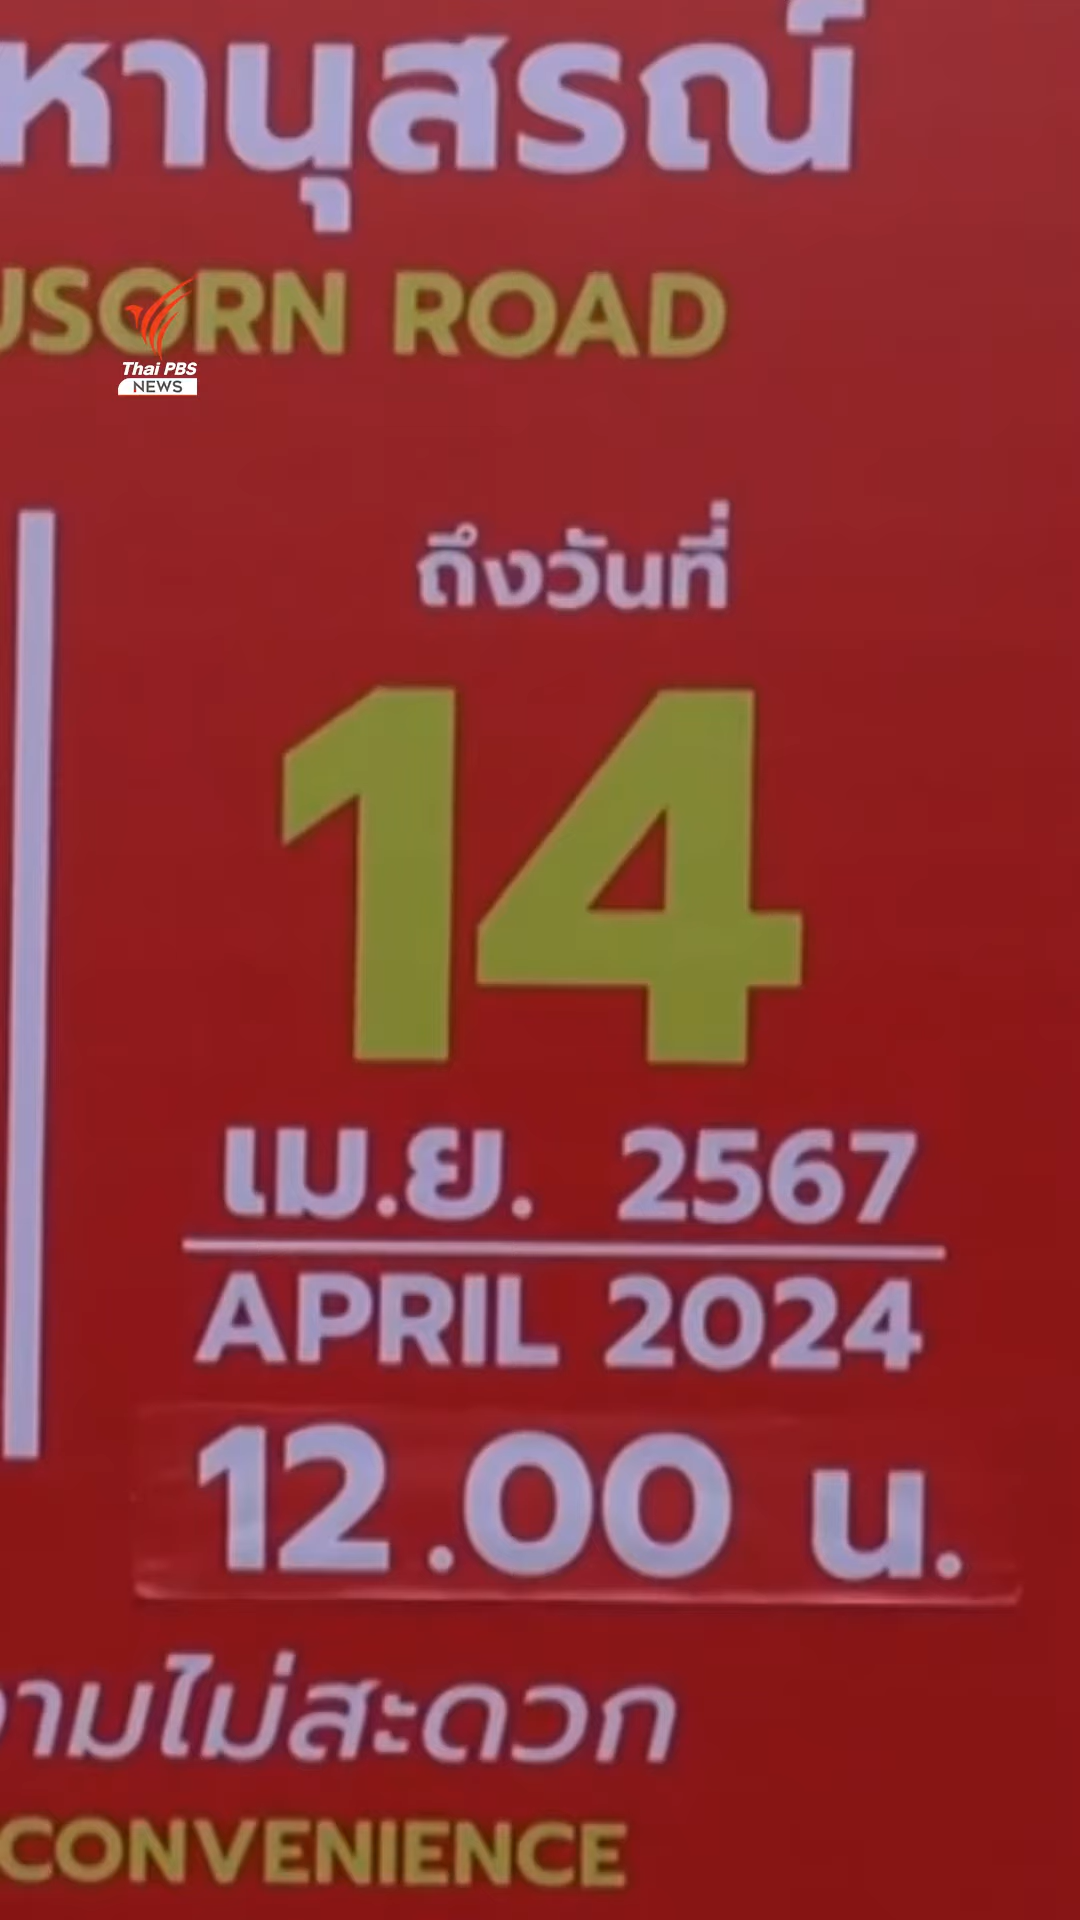 หานุสรณ์
USORN ROAD
Thai PBS
NEWS
ถึงวันที่
14
เม.ย. 2567
APRIL 2024
12.00 น.
วามไม่สะดวก
CONVENIENCE